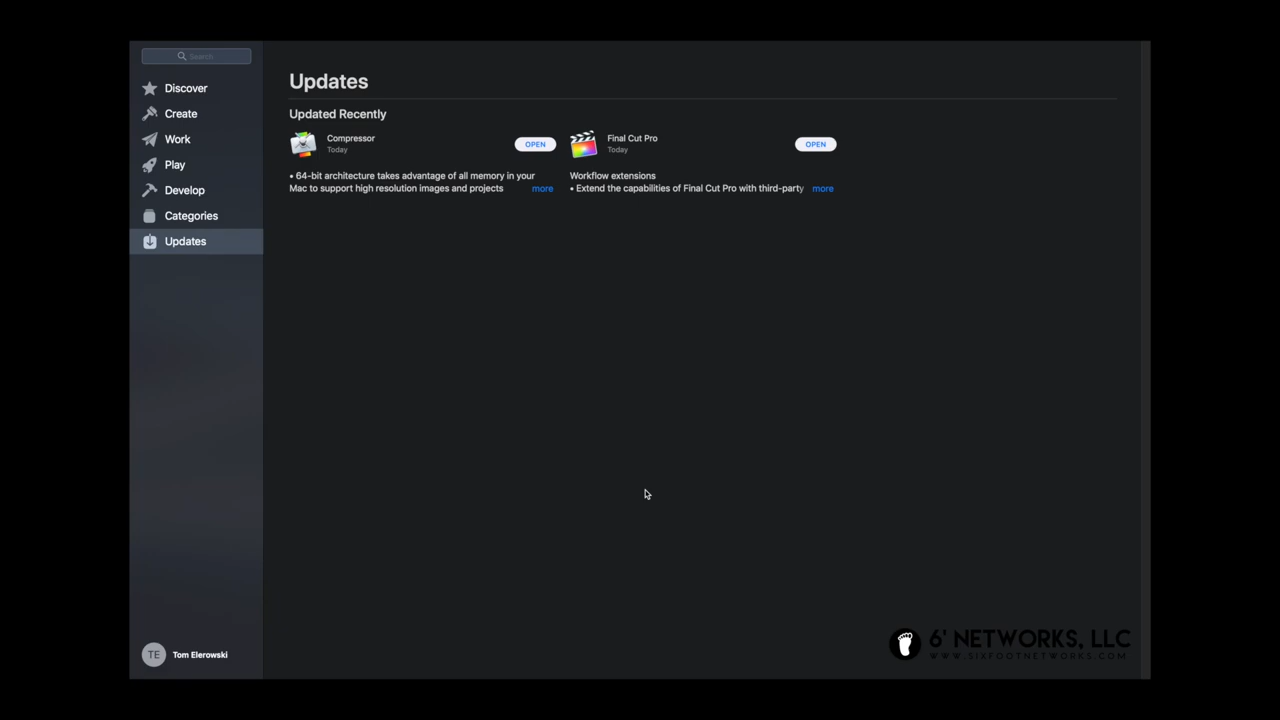 Search
Discover
Create
Work
Play
Develop
Categories
Updates
TE Tom Elerowski
Updates
Updated Recently
Compressor
Today
OPEN
• 64-bit architecture takes advantage of all memory in your
Mac to support high resolution images and projects more
Final Cut Pro
Today
OPEN
Workflow extensions
• Extend the capabilities of Final Cut Pro with third-party more
6' NETWORKS, LLC
WWW.SIXFOOTNETWORKS.COM